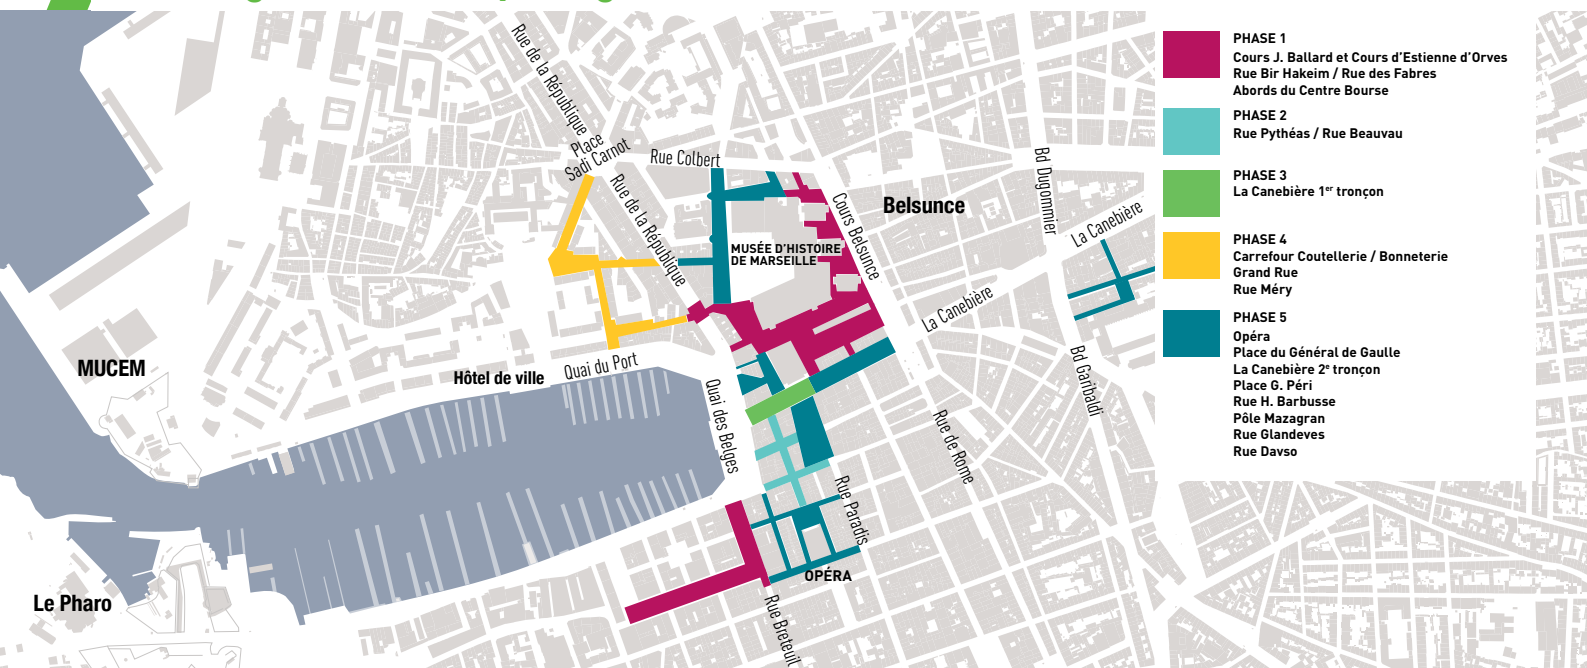 Rue de la République
Place
Sadi Carnot
Rue Colbert
Rue de la République
MUSÉE D'HISTOIRE
DE MARSEILLE
Cours Belsunce
Belsunce
Bd Dugommier
La Canebière
La Canebière
MUCEM
Hôtel de ville
Quai du Port
Quai des Belges
Bd Garibaldi
Rue de Rome
Rue Paradis
OPÉRA
Rue Breteuil
Le Pharo
PHASE 1
Cours J. Ballard et Cours d'Estienne d'Orves
Rue Bir Hakeim / Rue des Fabres
Abords du Centre Bourse
PHASE 2
Rue Pythéas / Rue Beauvau
PHASE 3
La Canebière 1er tronçon
PHASE 4
Carrefour Coutellerie / Bonneterie
Grand Rue
Rue Méry
PHASE 5
Opéra
Place du Général de Gaulle
La Canebière 2e tronçon
Place G. Péri
Rue H. Barbusse
Pôle Mazagran
Rue Glandeves
Rue Davso